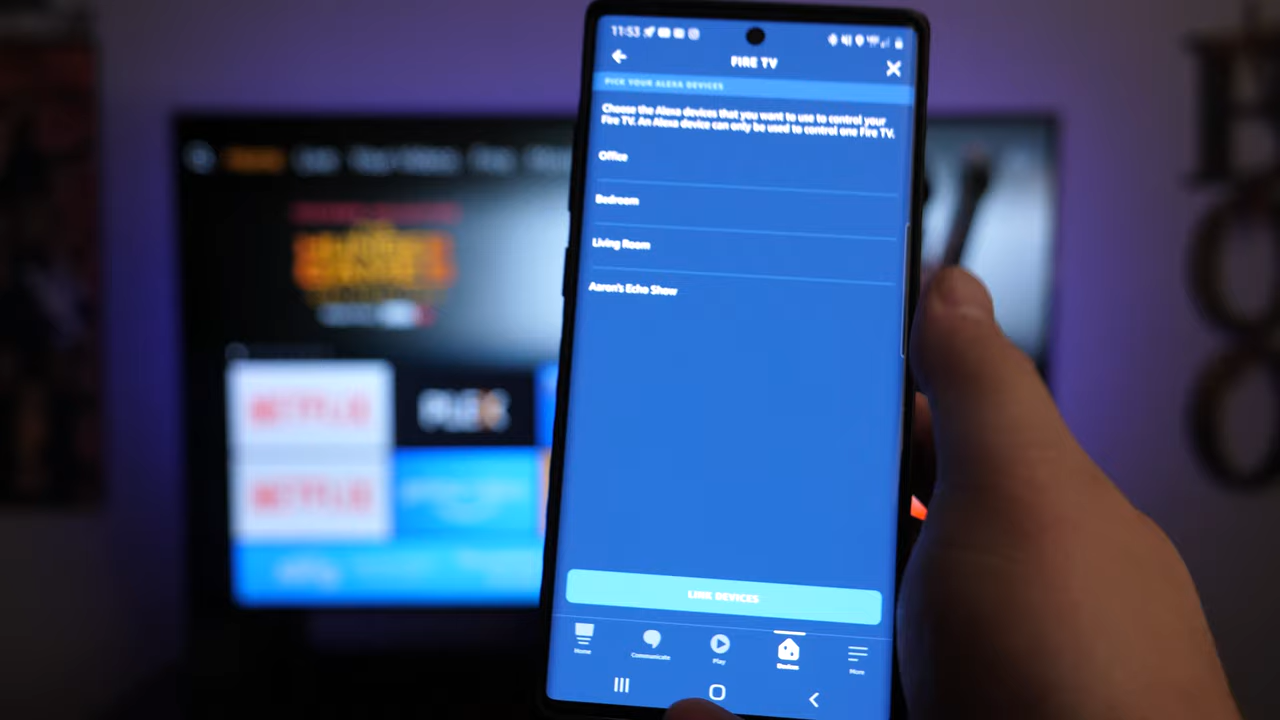 11:53
FIRE TV
PICK YOUR ALEXA DEVICES
Choose the Alexa devices that you want to use to control your
Fire TV. An Alexa device can only be used to control one Fire TV.
Office
Bedroom
Living Room
Aaron's Echo Show
LINK DEVICES
Home
Communicate
Play
Devices
More
Home
NETFLIX
PLEX
NETFLIX